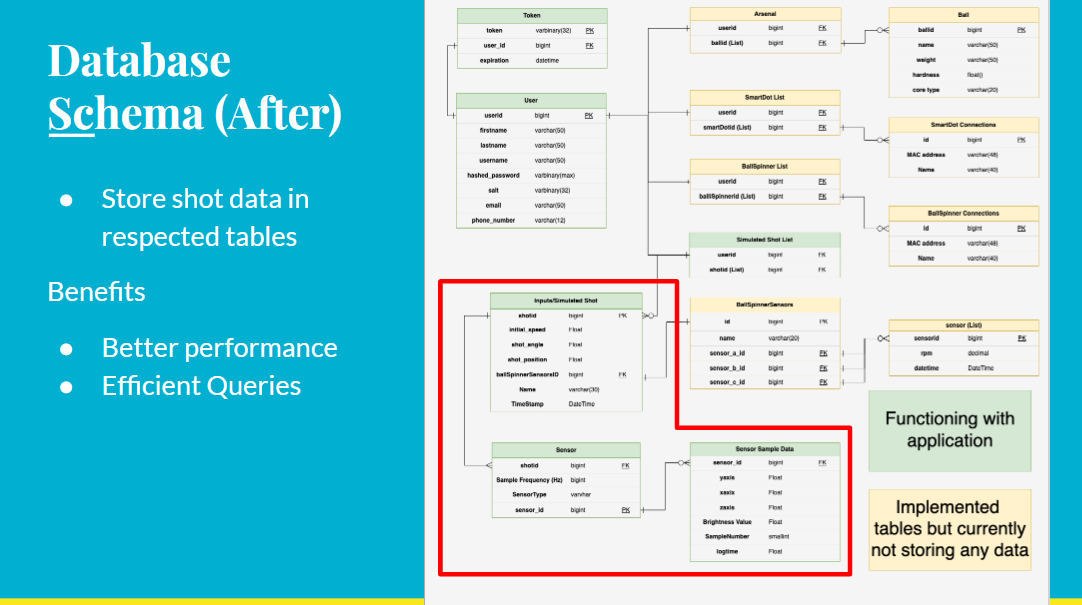 Database
Schema (After)
● Store shot data in
respected tables
Benefits
● Better performance
● Efficient Queries
Token
token varbinary(32) PK
user_id bigint FK
expiration datetime
User
userid bigint PK
firstname varchar(50)
lastname varchar(50)
username varchar(50)
hashed_password varbinary(max)
salt varbinary(32)
email varchar(50)
phone_number varchar(12)
Arsenal
userid bigint FK
ballid (List) bigint FK
Ball
ballid bigint PK
name varchar(50)
weight varchar(50)
hardness float()
core type varchar(20)
SmartDot List
userid bigint FK
smartDotid (List) bigint FK
SmartDot Connections
id bigint PK
MAC address varchar(48)
Name varchar(40)
BallSpinner List
userid bigint FK
ballSpinnerid (List) bigint FK
BallSpinner Connections
id bigint PK
MAC address varchar(48)
Name varchar(40)
Simulated Shot List
userid bigint FK
shotid (List) bigint FK
Inputs/Simulated Shot
shotid bigint PK
initial_speed Float
shot_angle Float
shot_position Float
ballSpinnerSensorsID bigint FK
Name varchar(30)
TimeStamp DateTime
BallSpinnerSensors
id bigint PK
name varchar(20)
sensor_a_id bigint FK
sensor_b_id bigint FK
sensor_c_id bigint FK
sensor (List)
sensorid bigint PK
rpm decimal
datetime DateTime
Sensor
shotid bigint FK
Sample Frequency (Hz) bigint
SensorType varvhar
sensor_id bigint PK
Sensor Sample Data
sensor_id bigint FK
yaxis Float
xaxix Float
zaxis Float
Brightness Value Float
SampleNumber smallint
logtime Float
Functioning with
application
Implemented
tables but currently
not storing any data